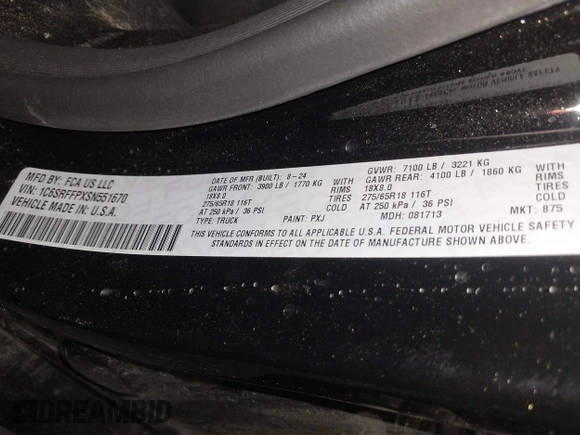 MFD BY: FCA US LLC
VIN: 1C6SRFFPXSN551670
VEHICLE MADE IN: U.S.A.
DATE OF MFR (BUILT): 8-24
GAWR FRONT: 3900 LB / 1770 KG WITH
18X8.0 RIMS
275/65R18 116T TIRES
AT 250 kPa / 36 PSI COLD
TYPE: TRUCK PAINT: PXJ
GVWR: 7100 LB / 3221 KG
GAWR REAR: 4100 LB / 1860 KG WITH
18X8.0 RIMS
275/65R18 116T TIRES
AT 250 kPa / 36 PSI COLD
MDH: 081713 MKT: 875
THIS VEHICLE CONFORMS TO ALL APPLICABLE U.S.A. FEDERAL MOTOR VEHICLE SAFETY
STANDARDS IN EFFECT ON THE DATE OF MANUFACTURE SHOWN ABOVE.
DREAMBID